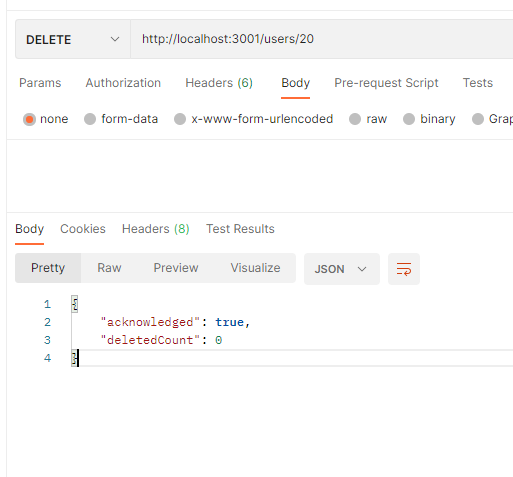 DELETE http://localhost:3001/users/20
Params Authorization Headers (6) Body Pre-request Script Tests
none form-data x-www-form-urlencoded raw binary Grap
Body Cookies Headers (8) Test Results
Pretty Raw Preview Visualize JSON
1 {
2 "acknowledged": true,
3 "deletedCount": 0
4 }